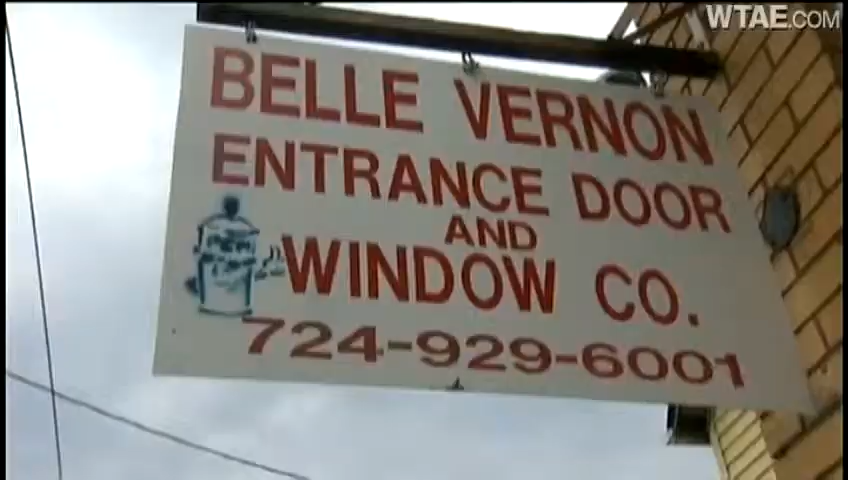 WTAE.COM
BELLE VERNON
ENTRANCE DOOR
AND
WINDOW CO.
724-929-6001